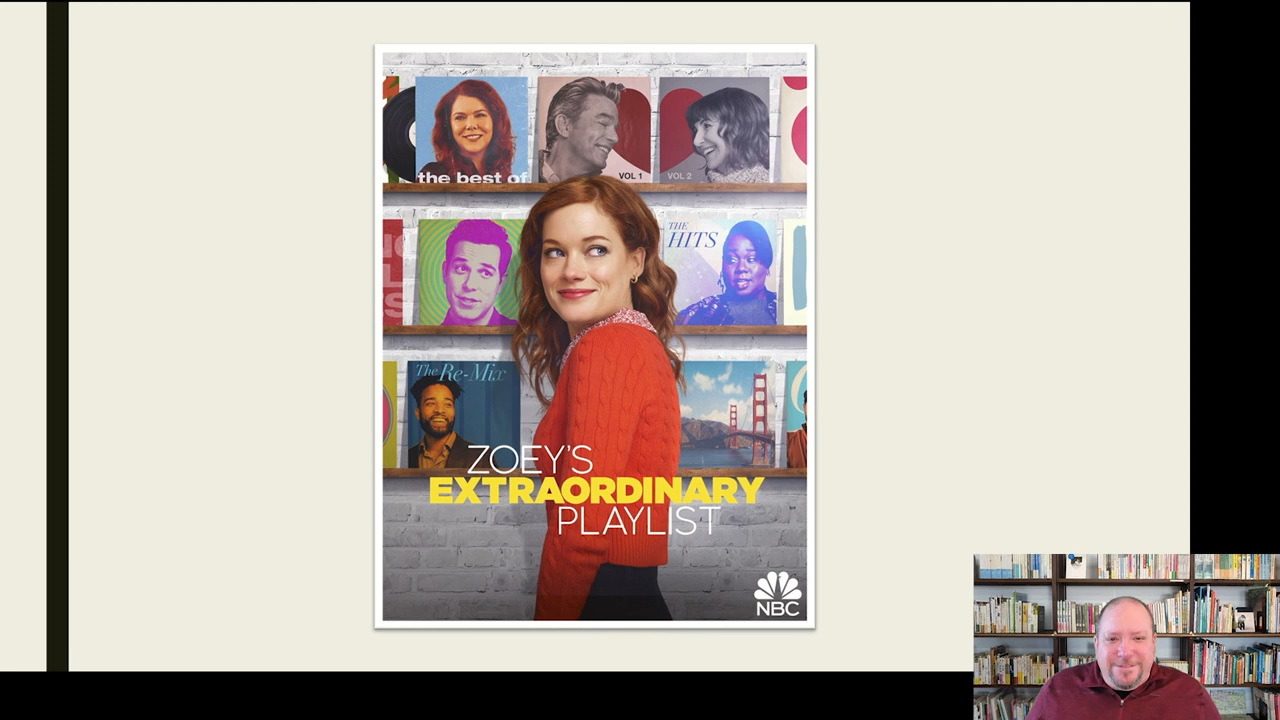 the best of
VOL 1
VOL 2
THE
HITS
The Re-Mix
ZOEY'S
EXTRAORDINARY
PLAYLIST
NBC